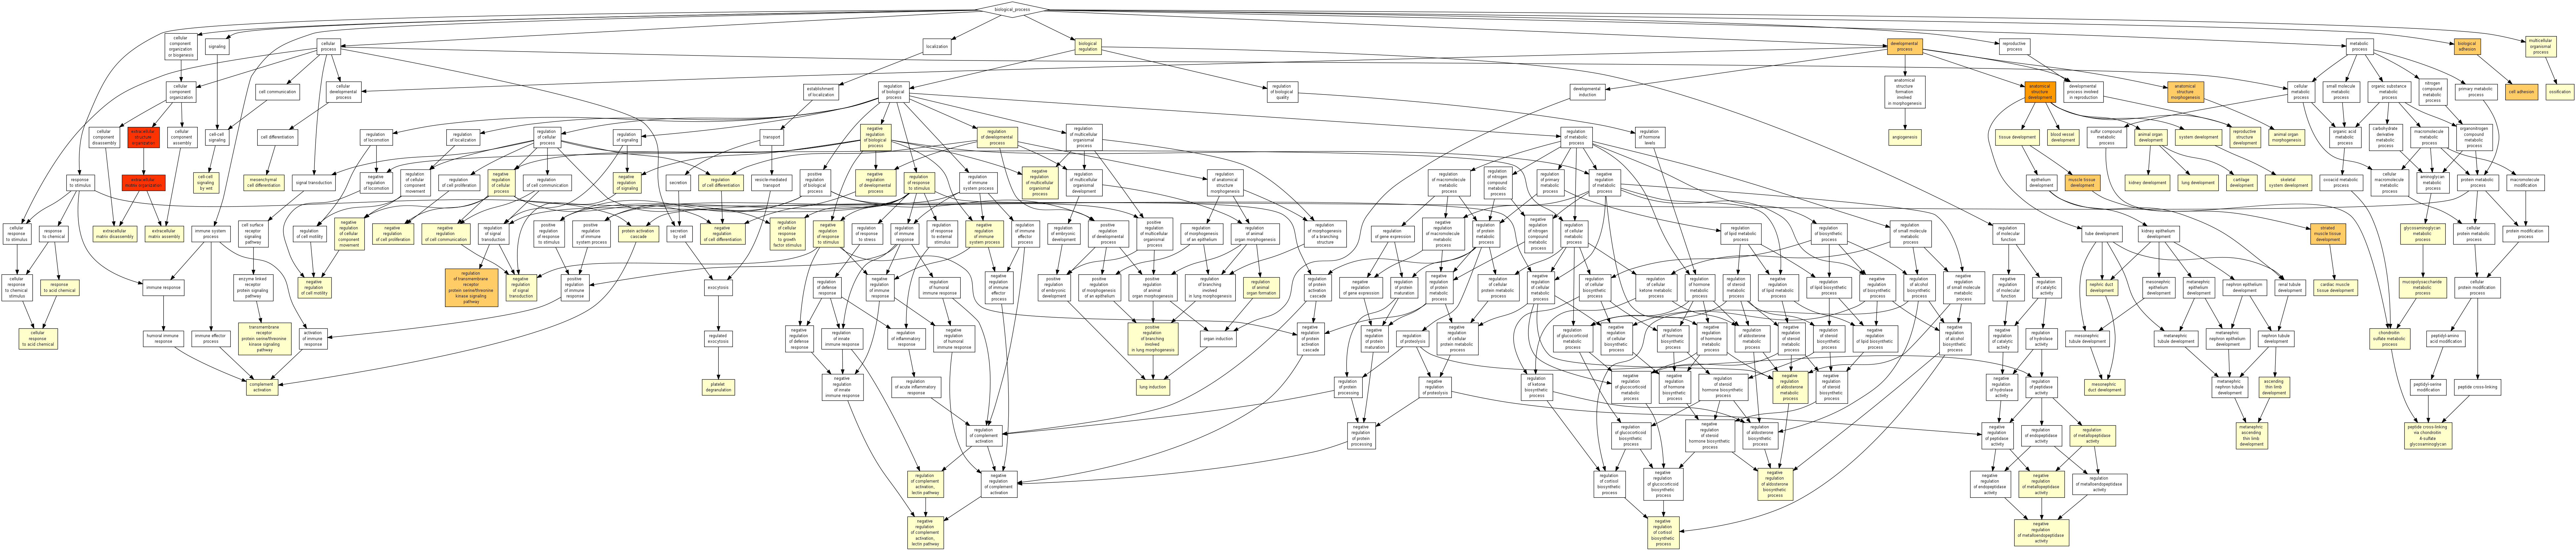 biological_process
cellular
component
organization
or biogenesis
signaling
cellular
process
localization
biological
regulation
developmental
process
reproductive
process
metabolic
process
biological
adhesion
multicellular
organismal
process
cellular
component
organization
cell communication
cellular
developmental
process
establishment
of localization
regulation
of biological
process
regulation
of biological
quality
developmental
induction
anatomical
structure
formation
involved
in morphogenesis
anatomical
structure
development
developmental
process involved
in reproduction
anatomical
structure
morphogenesis
cellular
metabolic
process
small molecule
metabolic
process
organic substance
metabolic
process
nitrogen
compound
metabolic
process
primary metabolic
process
cell adhesion
ossification
cellular
component
disassembly
extracellular
structure
organization
cellular
component
assembly
cell-cell
signaling
cell differentiation
regulation
of locomotion
regulation
of localization
regulation
of cellular
process
regulation
of signaling
transport
negative
regulation
of biological
process
regulation
of developmental
process
regulation
of multicellular
organismal
process
regulation
of metabolic
process
regulation
of hormone
levels
angiogenesis
tissue development
blood vessel
development
sulfur compound
metabolic
process
animal organ
development
system development
reproductive
structure
development
animal organ
morphogenesis
organic acid
metabolic
process
carbohydrate
derivative
metabolic
process
macromolecule
metabolic
process
organonitrogen
compound
metabolic
process
response
to stimulus
extracellular
matrix organization
cell-cell
signaling
by wnt
mesenchymal
cell differentiation
signal transduction
negative
regulation
of locomotion
regulation
of cellular
component
movement
regulation
of cell proliferation
negative
regulation
of cellular
process
regulation
of cell communication
negative
regulation
of signaling
secretion
regulation
of cell differentiation
vesicle-mediated
transport
positive
regulation
of biological
process
negative
regulation
of developmental
process
regulation
of response
to stimulus
regulation
of immune
system process
negative
regulation
of multicellular
organismal
process
regulation
of multicellular
organismal
development
regulation
of anatomical
structure
morphogenesis
regulation
of macromolecule
metabolic
process
regulation
of nitrogen
compound
metabolic
process
regulation
of primary
metabolic
process
negative
regulation
of metabolic
process
epithelium
development
muscle tissue
development
kidney development
lung development
cartilage
development
skeletal
system development
oxoacid metabolic
process
cellular
macromolecule
metabolic
process
aminoglycan
metabolic
process
protein metabolic
process
macromolecule
modification
cellular
response
to stimulus
response
to chemical
extracellular
matrix disassembly
extracellular
matrix assembly
immune system
process
cell surface
receptor
signaling
pathway
regulation
of cell motility
negative
regulation
of cellular
component
movement
negative
regulation
of cell proliferation
negative
regulation
of cell communication
regulation
of signal
transduction
positive
regulation
of response
to stimulus
positive
regulation
of immune
system process
protein activation
cascade
secretion
by cell
negative
regulation
of cell differentiation
regulation
of cellular
response
to growth
factor stimulus
negative
regulation
of response
to stimulus
regulation
of response
to stress
regulation
of immune
response
regulation
of response to
external
stimulus
negative
regulation
of immune
system process
regulation
of immune
effector
process
regulation
of embryonic
development
positive
regulation
of developmental
process
positive
regulation
of multicellular
organismal
process
regulation
of morphogenesis
of an epithelium
regulation
of animal
organ morphogenesis
regulation
of morphogenesis
of a branching
structure
regulation
of gene expression
negative
regulation
of macromolecule
metabolic
process
regulation
of protein
metabolic
process
negative
regulation
of nitrogen
compound
metabolic
process
regulation
of cellular
metabolic
process
regulation
of lipid metabolic
process
regulation
of biosynthetic
process
regulation
of small molecule
metabolic
process
regulation
of molecular
function
tube development
kidney epithelium
development
striated
muscle tissue
development
glycosaminoglycan
metabolic
process
cellular
protein metabolic
process
protein modification
process
cellular
response
to chemical
stimulus
response
to acid chemical
immune response
enzyme linked
receptor
protein signaling
pathway
negative
regulation
of cell motility
regulation
of transmembrane
receptor
protein serine/threonine
kinase signaling
pathway
negative
regulation
of signal
transduction
positive
regulation
of immune
response
exocytosis
regulation
of defense
response
negative
regulation
of immune
response
regulation
of humoral
immune response
negative
regulation
of immune
effector
process
positive
regulation
of embryonic
development
positive
regulation
of morphogenesis
of an epithelium
positive
regulation
of animal
organ morphogenesis
regulation
of branching
involved
in lung morphogenesis
regulation
of animal
organ formation
regulation
of protein
activation
cascade
negative
regulation
of gene expression
regulation
of protein
maturation
negative
regulation
of protein
metabolic
process
regulation
of cellular
protein metabolic
process
negative
regulation
of cellular
metabolic
process
regulation
of cellular
biosynthetic
process
regulation
of cellular
ketone metabolic
process
regulation
of hormone
metabolic
process
regulation
of steroid
metabolic
process
negative
regulation
of lipid metabolic
process
regulation
of lipid biosynthetic
process
negative
regulation
of biosynthetic
process
regulation
of alcohol
biosynthetic
process
negative
regulation
of small molecule
metabolic
process
negative
regulation
of molecular
function
regulation
of catalytic
activity
nephric duct
development
mesonephric
epithelium
development
metanephric
epithelium
development
nephron epithelium
development
renal tubule
development
cardiac muscle
tissue development
mucopolysaccharide
metabolic
process
cellular
protein modification
process
cellular
response
to acid chemical
humoral immune
response
immune effector
process
transmembrane
receptor
protein serine/threonine
kinase signaling
pathway
activation
of immune
response
regulated
exocytosis
negative
regulation
of defense
response
regulation
of innate
immune response
regulation
of inflammatory
response
negative
regulation
of humoral
immune response
positive
regulation
of branching
involved
in lung morphogenesis
organ induction
negative
regulation
of protein
activation
cascade
negative
regulation
of protein
maturation
regulation
of proteolysis
negative
regulation
of cellular
protein metabolic
process
regulation
of glucocorticoid
metabolic
process
negative
regulation
of cellular
biosynthetic
process
regulation
of hormone
biosynthetic
process
negative
regulation
of hormone
metabolic
process
regulation
of aldosterone
metabolic
process
negative
regulation
of steroid
metabolic
process
regulation
of steroid
biosynthetic
process
negative
regulation
of lipid biosynthetic
process
negative
regulation
of alcohol
biosynthetic
process
negative
regulation
of catalytic
activity
regulation
of hydrolase
activity
mesonephric
tubule development
metanephric
tubule
development
metanephric
nephron epithelium
development
nephron tubule
development
chondroitin
sulfate metabolic
process
peptidyl-amino
acid modification
complement
activation
platelet
degranulation
negative
regulation
of innate
immune response
regulation
of acute inflammatory
response
lung induction
regulation
of protein
processing
negative
regulation
of proteolysis
regulation
of ketone
biosynthetic
process
negative
regulation
of glucocorticoid
metabolic
process
negative
regulation
of hormone
biosynthetic
process
regulation
of steroid
hormone biosynthetic
process
negative
regulation
of aldosterone
metabolic
process
negative
regulation
of steroid
biosynthetic
process
negative
regulation
of hydrolase
activity
regulation
of peptidase
activity
mesonephric
duct development
metanephric
nephron tubule
development
ascending
thin limb
development
peptidyl-serine
modification
peptide cross-linking
regulation
of complement
activation
negative
regulation
of protein
processing
regulation
of glucocorticoid
biosynthetic
process
negative
regulation
of steroid
hormone biosynthetic
process
regulation
of aldosterone
biosynthetic
process
negative
regulation
of peptidase
activity
regulation
of endopeptidase
activity
regulation
of metallopeptidase
activity
metanephric
ascending
thin limb
development
peptide cross-linking
via chondroitin
4-sulfate
glycosaminoglycan
regulation
of complement
activation,
lectin pathway
negative
regulation
of complement
activation
regulation
of cortisol
biosynthetic
process
negative
regulation
of glucocorticoid
biosynthetic
process
negative
regulation
of aldosterone
biosynthetic
process
negative
regulation
of endopeptidase
activity
negative
regulation
of metallopeptidase
activity
regulation
of metalloendopeptidase
activity
negative
regulation
of complement
activation,
lectin pathway
negative
regulation
of cortisol
biosynthetic
process
negative
regulation
of metalloendopeptidase
activity